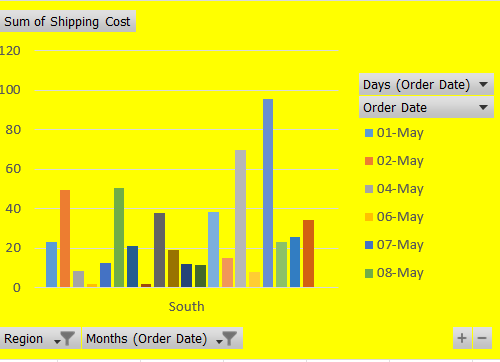 Sum of Shipping Cost
120
100
80
60
40
20
0
South
Days (Order Date)
Order Date
01-May
02-May
04-May
06-May
07-May
08-May
Region
Months (Order Date)
+ −